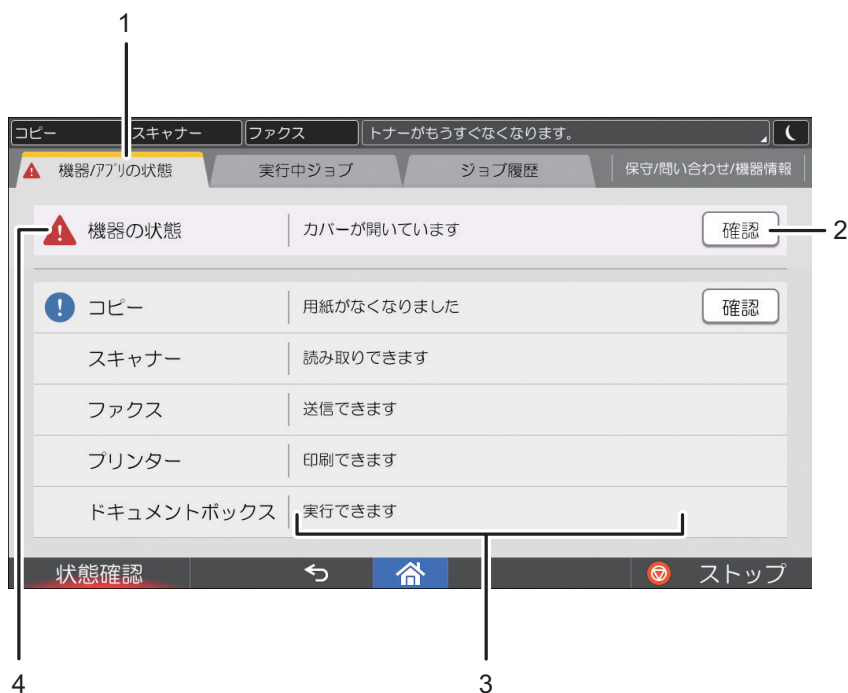 1
コピー スキャナー ファクス トナーがもうすぐなくなります。
機器/アプリの状態 実行中ジョブ ジョブ履歴 保守/問い合わせ/機器情報
機器の状態 カバーが開いています 確認 2
コピー 用紙がなくなりました 確認
スキャナー 読み取りできます
ファクス 送信できます
プリンター 印刷できます
ドキュメントボックス 実行できます
状態確認 ストップ
4 3